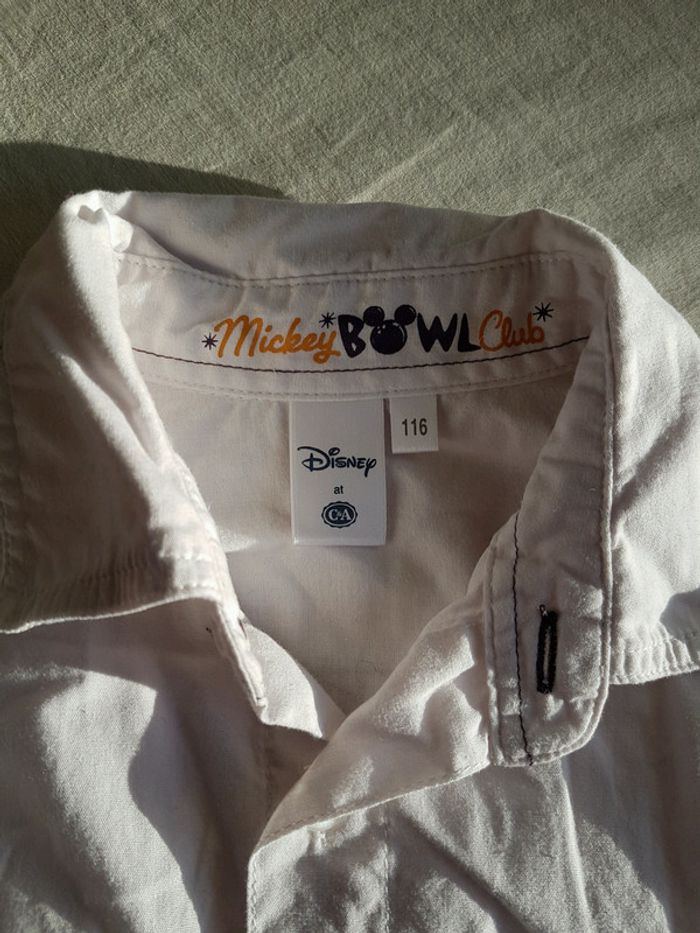 Mickey BOWL Club
Disney
116
at
C&A